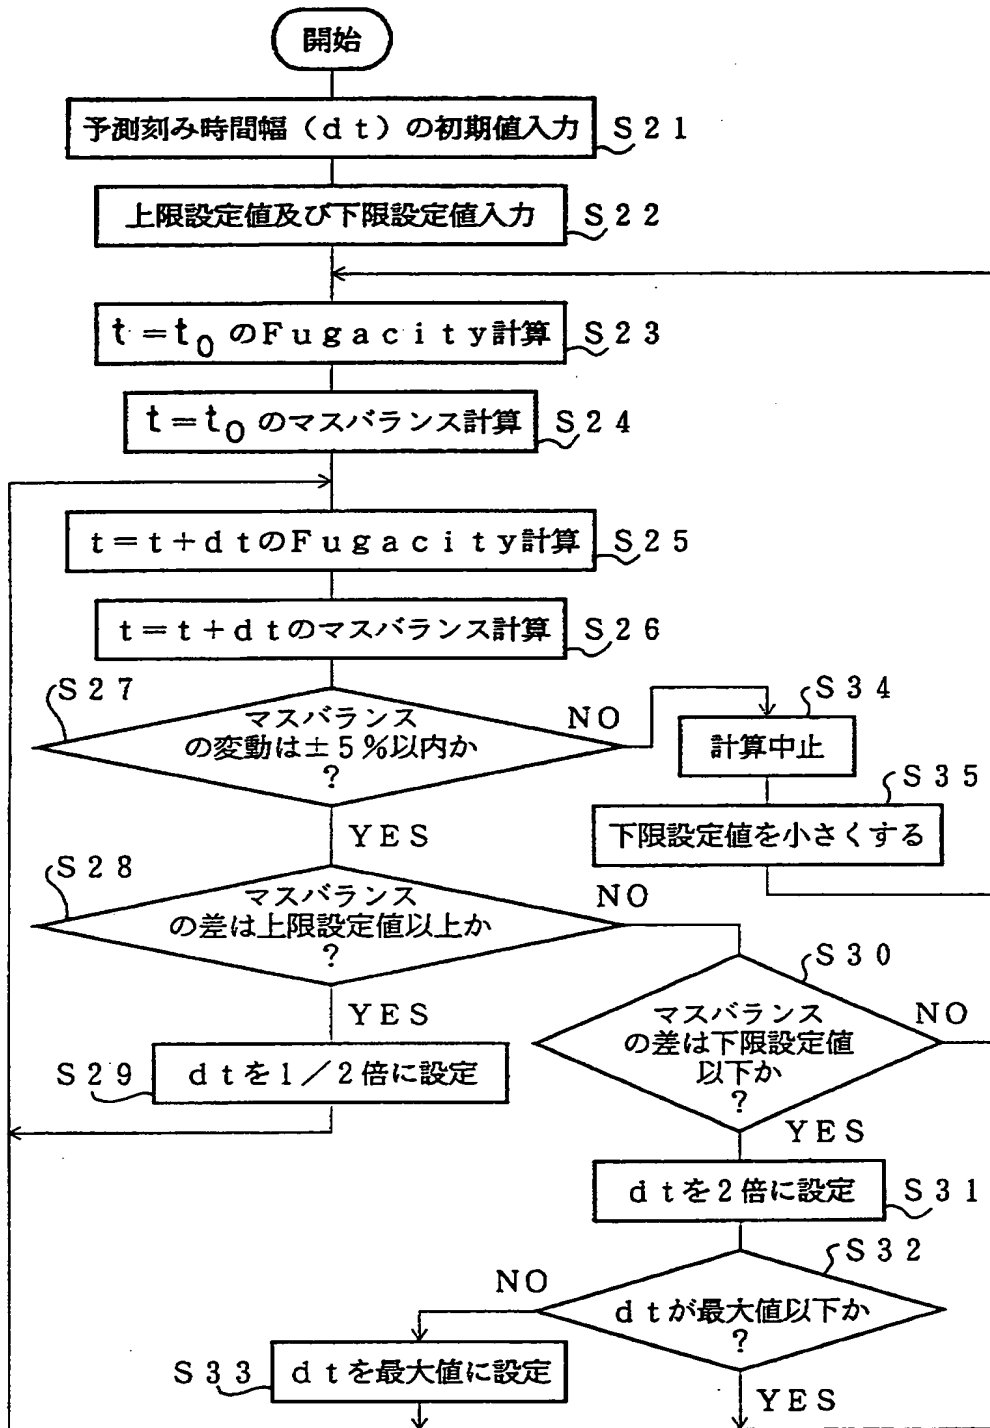 開始
予測刻み時間幅（ｄｔ）の初期値入力
Ｓ２１
上限設定値及び下限設定値入力
Ｓ２２
ｔ＝ｔ₀のＦｕｇａｃｉｔｙ計算
Ｓ２３
ｔ＝ｔ₀のマスバランス計算
Ｓ２４
ｔ＝ｔ＋ｄｔのＦｕｇａｃｉｔｙ計算
Ｓ２５
ｔ＝ｔ＋ｄｔのマスバランス計算
Ｓ２６
Ｓ２７
マスバランス
の変動は±５％以内か
？
ＮＯ
ＹＥＳ
Ｓ３４
計算中止
Ｓ３５
下限設定値を小さくする
Ｓ２８
マスバランス
の差は上限設定値以上か
？
ＮＯ
ＹＥＳ
Ｓ２９
ｄｔを１／２倍に設定
Ｓ３０
マスバランス
の差は下限設定値
以下か
？
ＮＯ
ＹＥＳ
ｄｔを２倍に設定
Ｓ３１
Ｓ３２
ｄｔが最大値以下か
？
ＮＯ
ＹＥＳ
Ｓ３３
ｄｔを最大値に設定